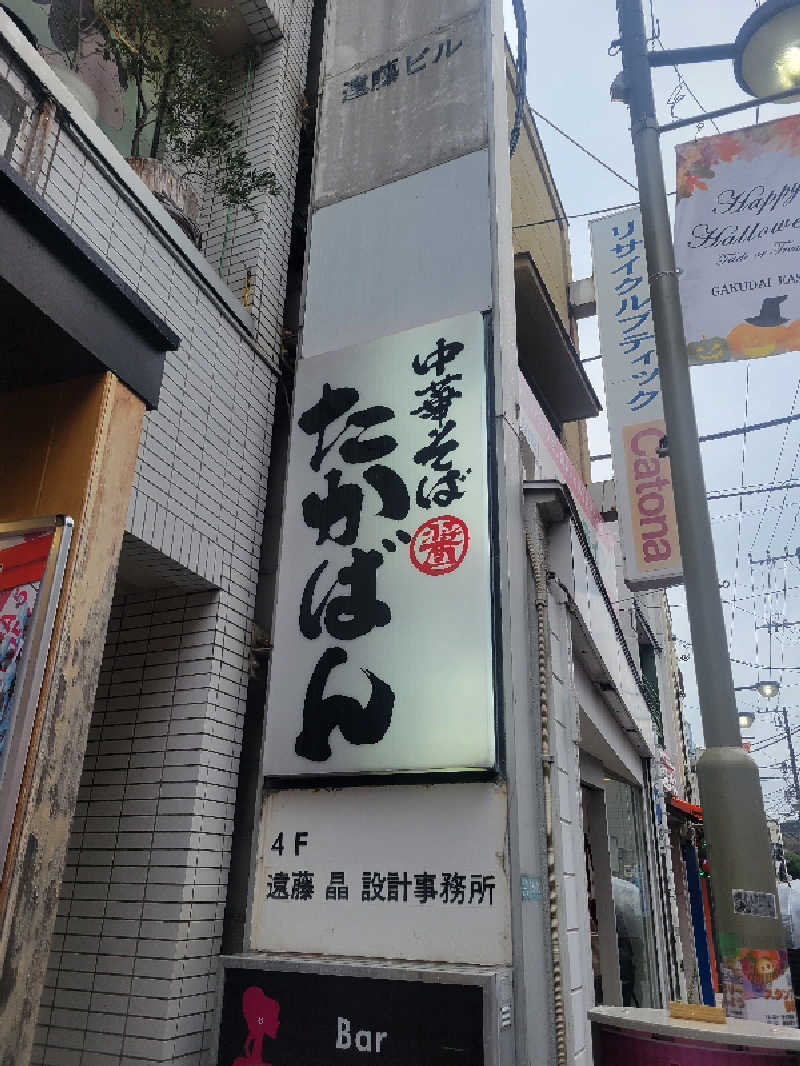 遠藤ビル
中華そば
たかばん
4F
遠藤 晶 設計事務所
Bar
リサイクルブティック
Catona
Happy
Halloween
GAKUDAI